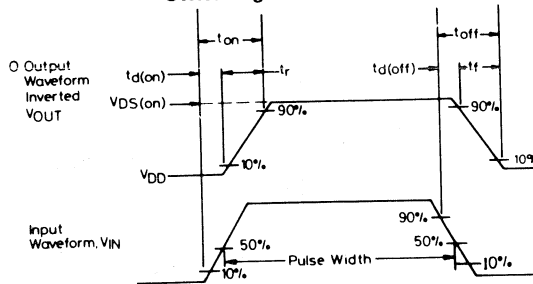 ton
toff
td(on)
tr
td(off)
tf
O Output
Waveform
Inverted
VOUT
VDS(on)
90%
90%
10%
10%
VDD
Input
Waveform, VIN
90%
50%
50%
Pulse Width
10%
10%